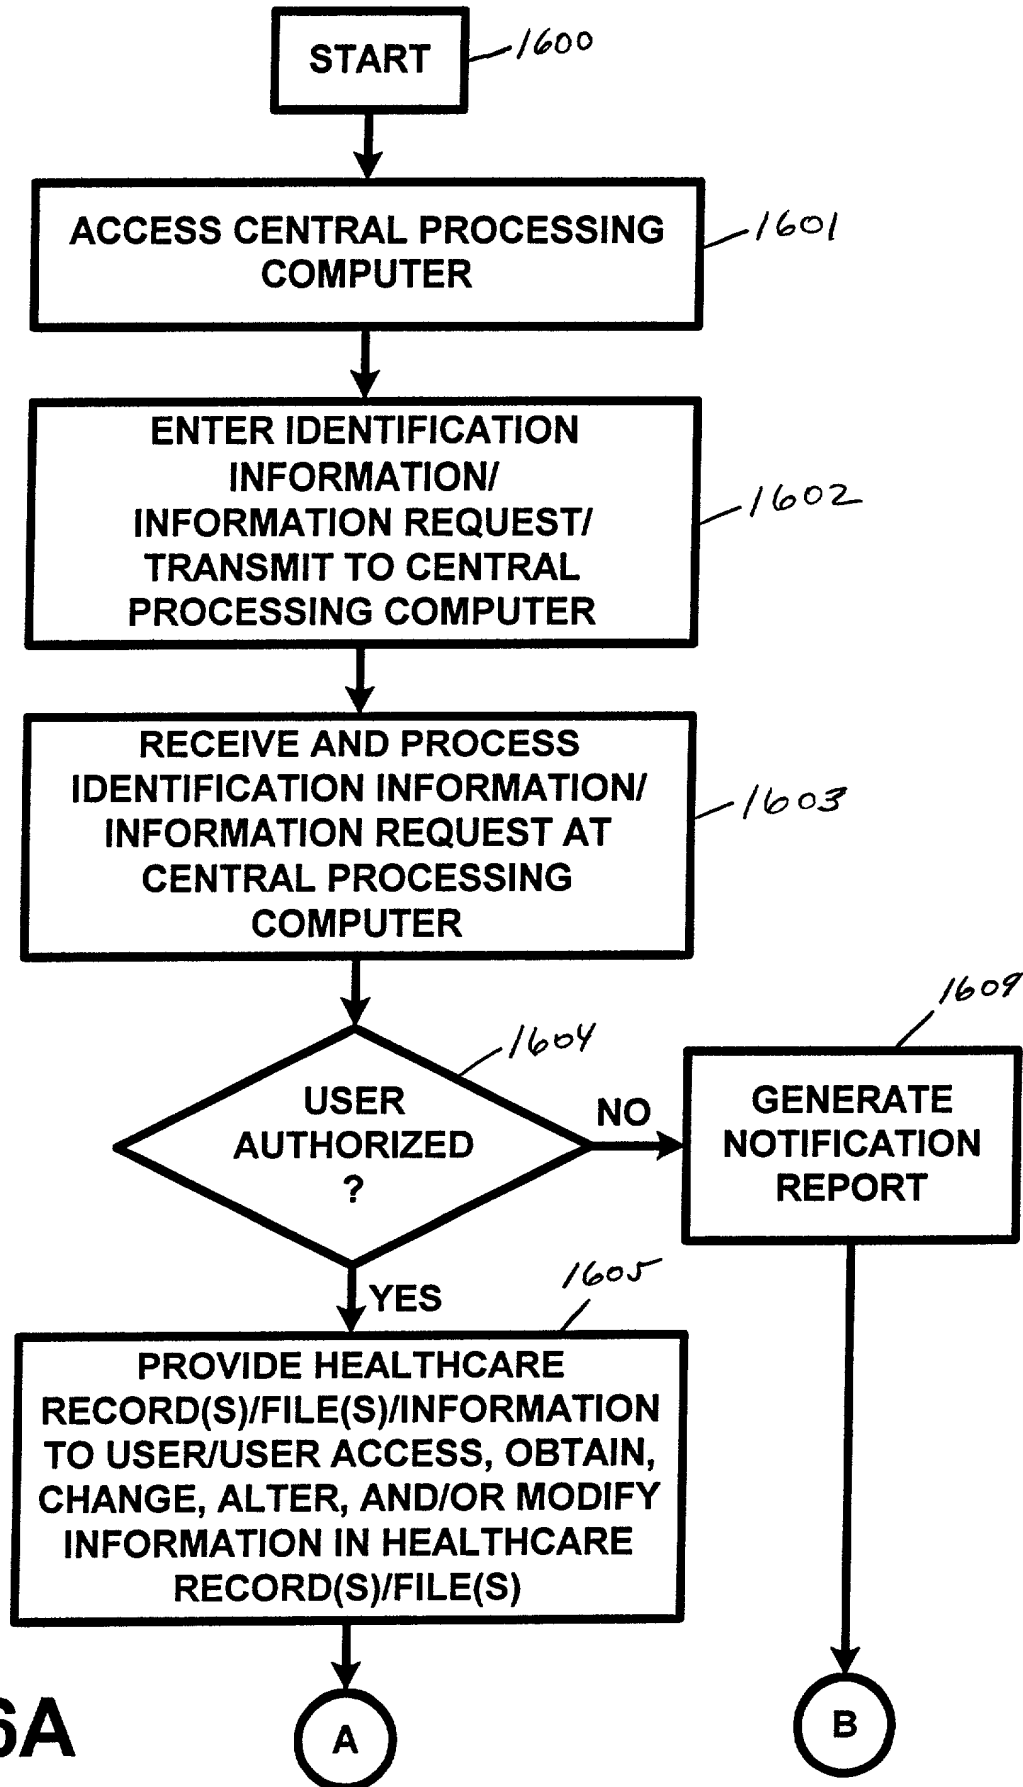 START
1600
ACCESS CENTRAL PROCESSING
COMPUTER
1601
ENTER IDENTIFICATION
INFORMATION/
INFORMATION REQUEST/
TRANSMIT TO CENTRAL
PROCESSING COMPUTER
1602
RECEIVE AND PROCESS
IDENTIFICATION INFORMATION/
INFORMATION REQUEST AT
CENTRAL PROCESSING
COMPUTER
1603
1604
USER
AUTHORIZED
?
NO
1609
GENERATE
NOTIFICATION
REPORT
YES
1605
PROVIDE HEALTHCARE
RECORD(S)/FILE(S)/INFORMATION
TO USER/USER ACCESS, OBTAIN,
CHANGE, ALTER, AND/OR MODIFY
INFORMATION IN HEALTHCARE
RECORD(S)/FILE(S)
6A
A
B